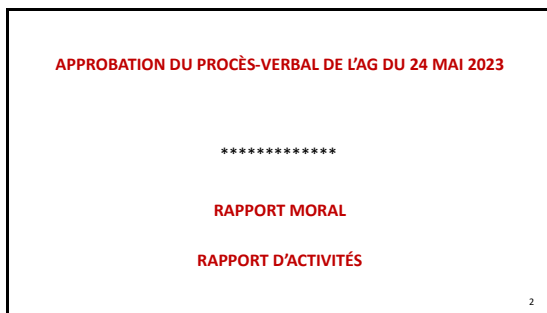 APPROBATION DU PROCÈS-VERBAL DE L'AG DU 24 MAI 2023
*************
RAPPORT MORAL
RAPPORT D'ACTIVITÉS
2